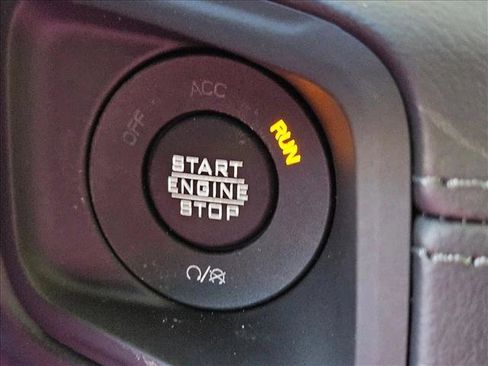 ACC
OFF
RUN
START
ENGINE
STOP